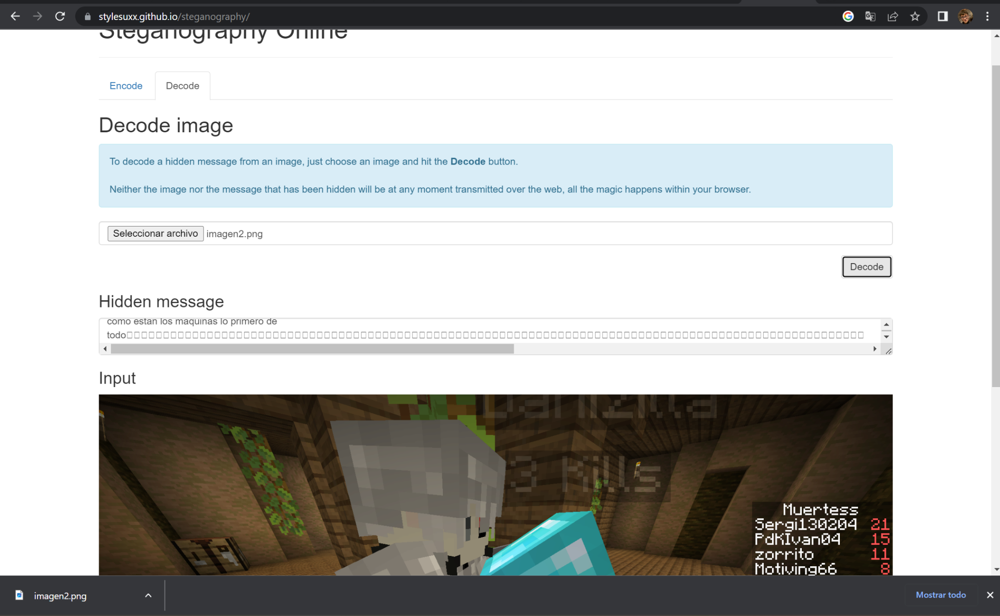 stylesuxx.github.io/steganography/
Steganography Online
Encode
Decode
Decode image
To decode a hidden message from an image, just choose an image and hit the Decode button.
Neither the image nor the message that has been hidden will be at any moment transmitted over the web, all the magic happens within your browser.
Seleccionar archivo imagen2.png
Decode
Hidden message
como estan los maquinas lo primero de
todo
Input
3 Kills
Muertess
Sergi130204 21
PdKIvan04 15
zorrito 11
Motiving66 8
imagen2.png
Mostrar todo